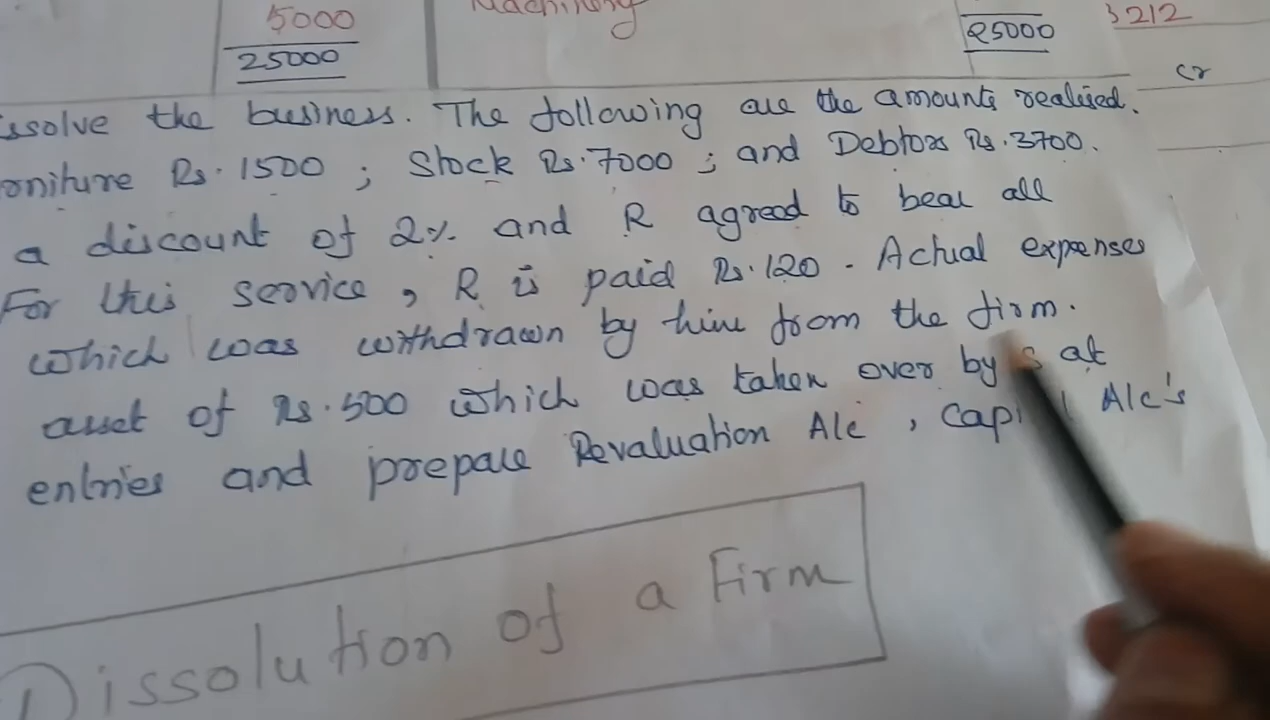 5000
Machinery
25000
25000
3212
cr
ssolve the business. The following are the amounts realised.
rniture Rs. 1500 ; Stock Rs. 7000 ; and Debtors Rs. 3700.
a discount of 2% and R agreed to bear all
For this service, R is paid Rs. 120. Actual expenses
which was withdrawn by him from the firm.
asset of Rs. 500 which was taken over by S at
entries and prepare Revaluation A/c, Capi l A/c's
Dissolution of a Firm